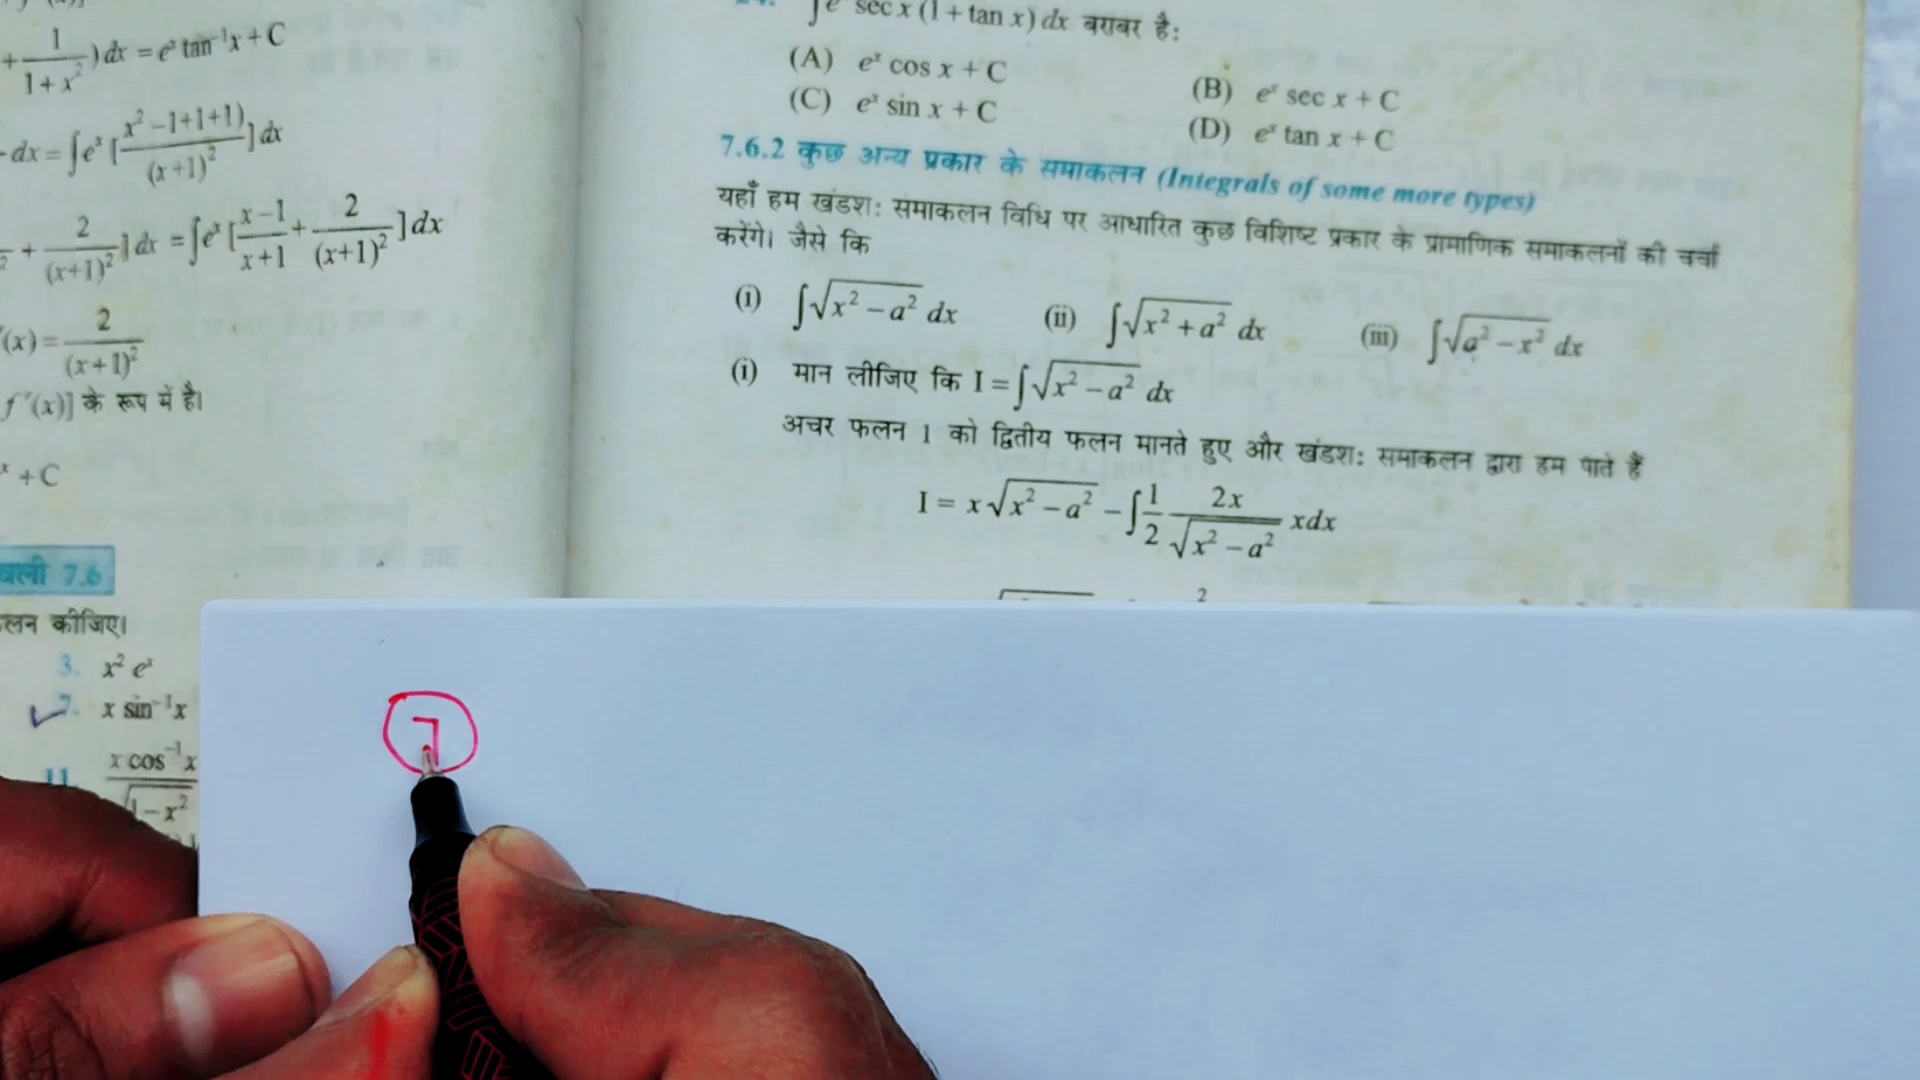 + 1/(1+x²) ) dx = eˣ tan⁻¹x + C
dx = ∫eˣ [ (x² –1+1+1) / (x+1)² ] dx
+ 2/(x+1)² ] dx = ∫eˣ [ (x–1)/(x+1) + 2/(x+1)² ] dx
(x) = 2/(x+1)²
f ′(x)] के रूप में है।
ˣ + C
7.6
कीजिए।
3. x² eˣ
7. x sin⁻¹x
11. x cos⁻¹x / √(1–x²)
∫eˣ sec x (1 + tan x) dx बराबर है:
(A) eˣ cos x + C
(B) eˣ sec x + C
(C) eˣ sin x + C
(D) eˣ tan x + C
7.6.2 कुछ अन्य प्रकार के समाकलन (Integrals of some more types)
यहाँ हम खंडशः समाकलन विधि पर आधारित कुछ विशिष्ट प्रकार के प्रामाणिक समाकलनों की चर्चा
करेंगे। जैसे कि
(i) ∫√(x² – a²) dx (ii) ∫√(x² + a²) dx (iii) ∫√(a² – x²) dx
(i) मान लीजिए कि I = ∫√(x² – a²) dx
अचर फलन 1 को द्वितीय फलन मानते हुए और खंडशः समाकलन द्वारा हम पाते हैं
I = x√(x² – a²) – ∫ 1/2 2x/√(x² – a²) xdx
2
7